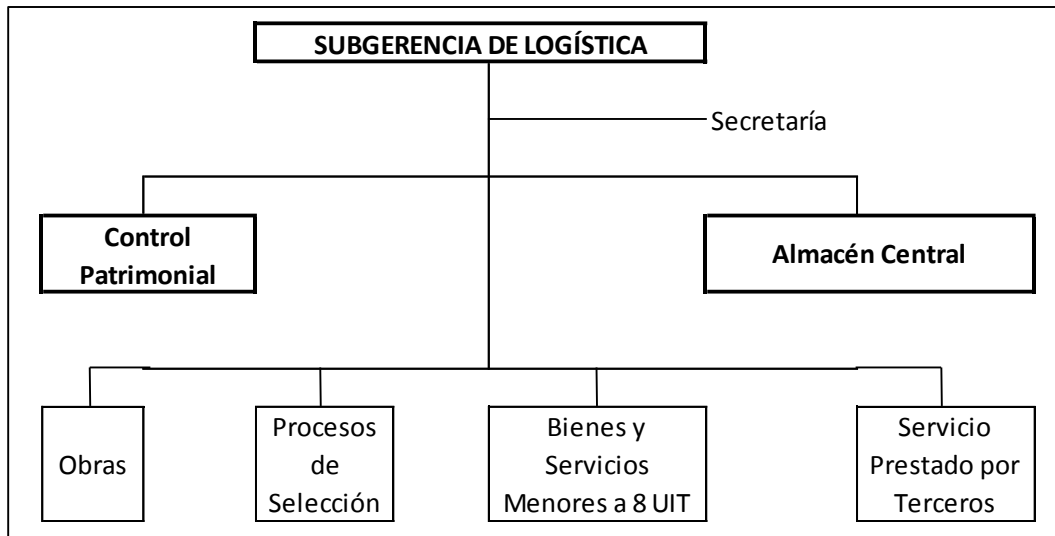 SUBGERENCIA DE LOGÍSTICA
Secretaría
Control
Patrimonial
Almacén Central
Obras
Procesos
de
Selección
Bienes y
Servicios
Menores a 8 UIT
Servicio
Prestado por
Terceros